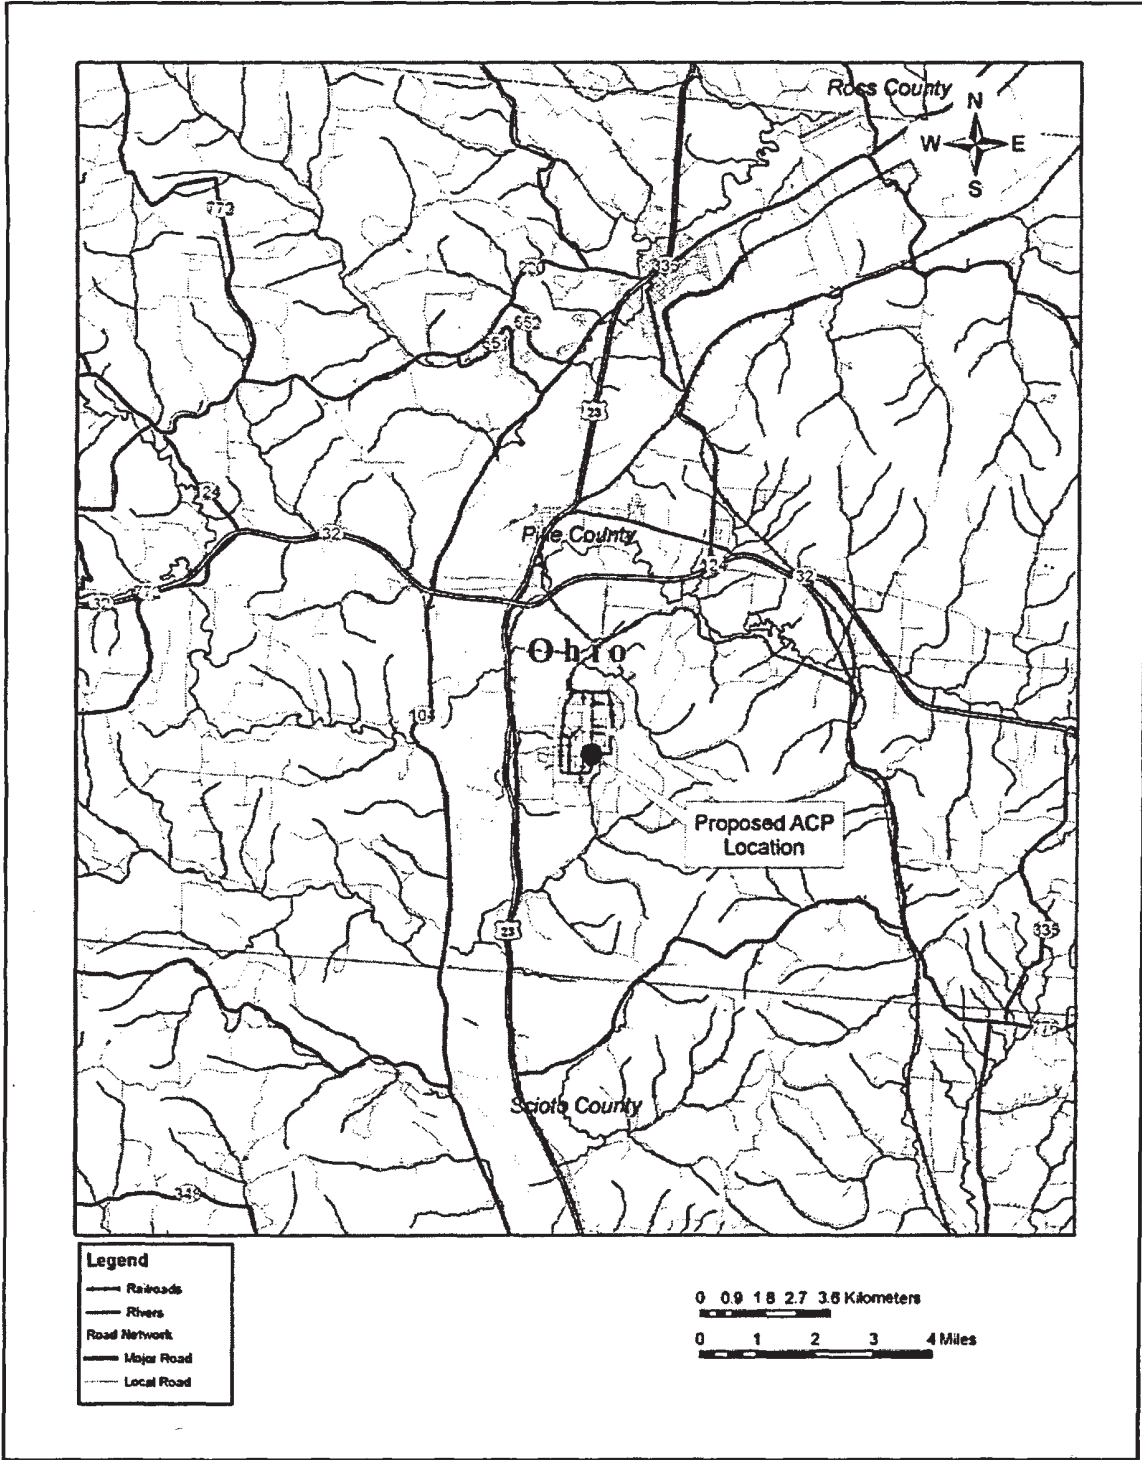 Ross County
N
W E
S
773
335
552
551
23
124
32
Pike County
124
32
32
Ohio
104
Proposed ACP
Location
23
335
776
Scioto County
348
Legend
Railroads
Rivers
Road Network
Major Road
Local Road
0 0.9 1.8 2.7 3.6 Kilometers
0 1 2 3 4 Miles